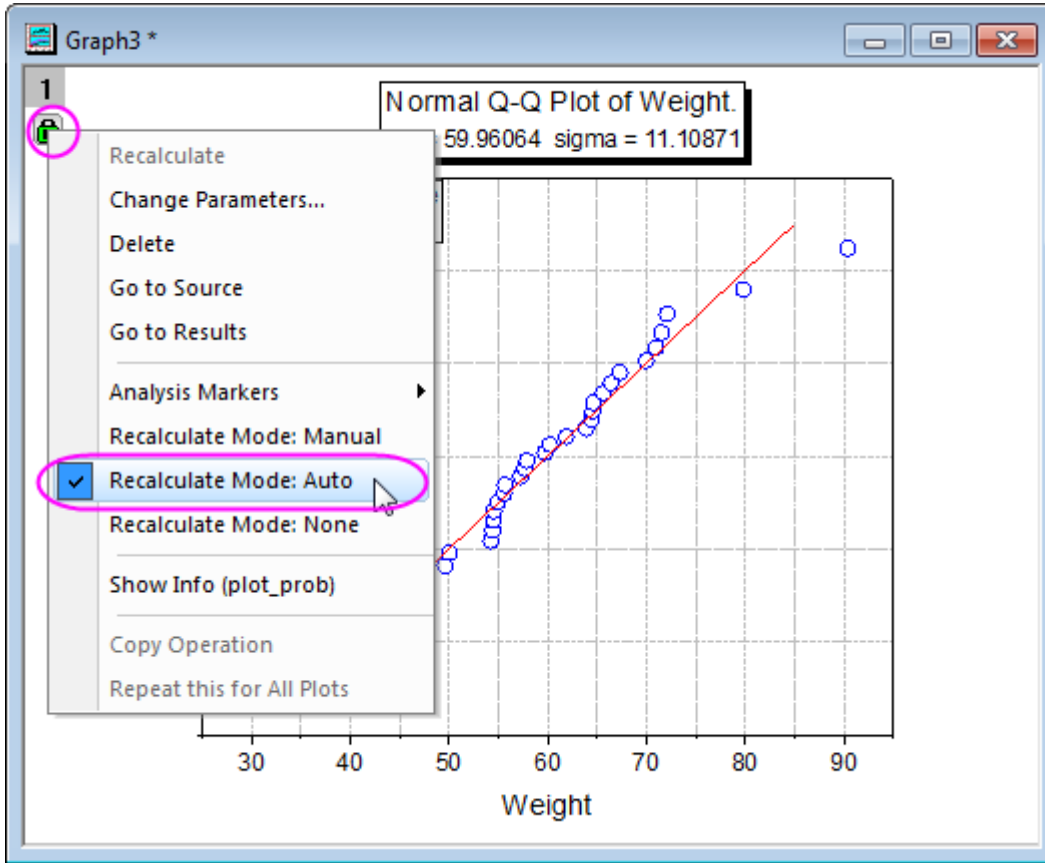 Graph3 *
1
Normal Q-Q Plot of Weight.
59.96064 sigma = 11.10871
Recalculate
Change Parameters...
Delete
Go to Source
Go to Results
Analysis Markers
Recalculate Mode: Manual
Recalculate Mode: Auto
Recalculate Mode: None
Show Info (plot_prob)
Copy Operation
Repeat this for All Plots
30 40 50 60 70 80 90
Weight